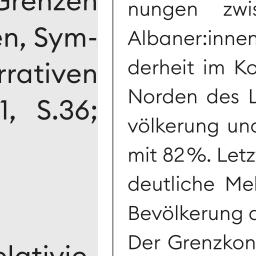 Grenzen
en, Sym-
rrativen
1, S.36;
elativie
nungen zwis
Albaner:innen
derheit im Ko
Norden des L
völkerung und
mit 82%. Letz
deutliche Meh
Bevölkerung d
Der Grenzkon